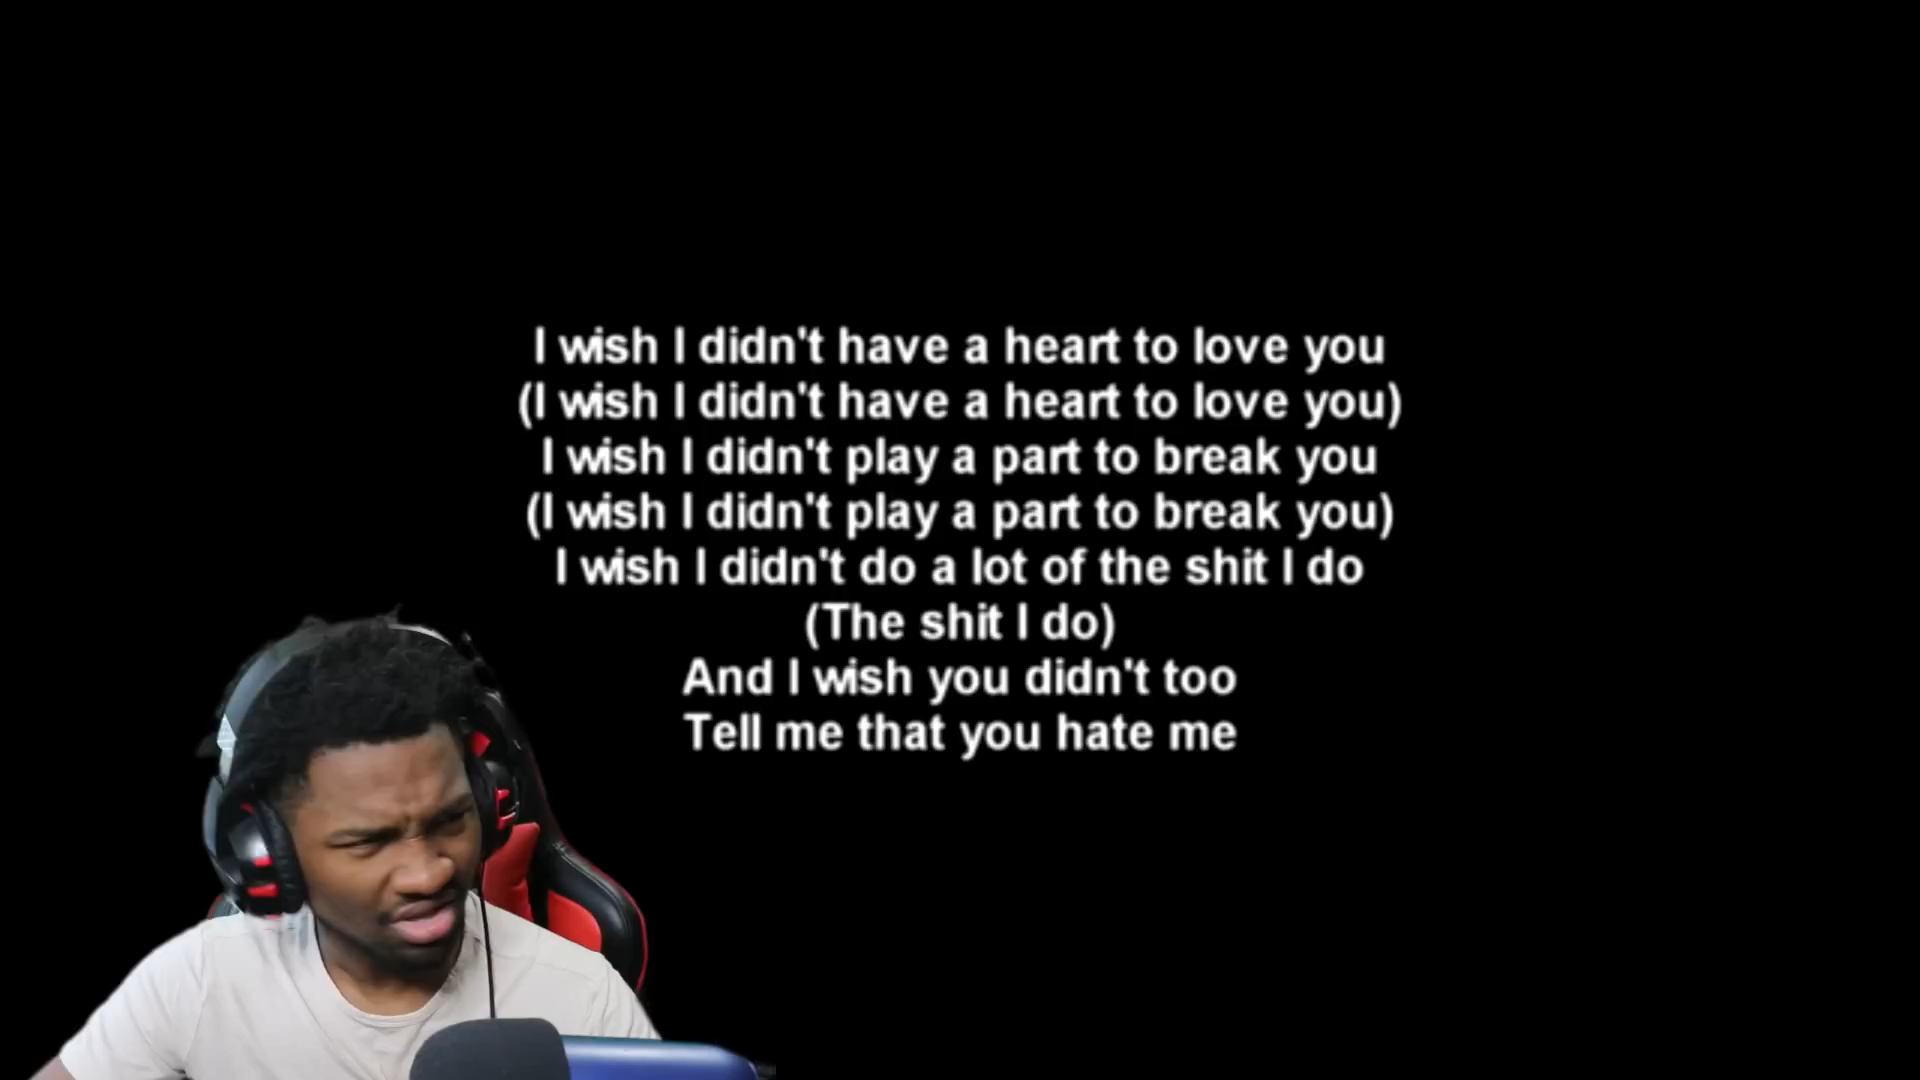 I wish I didn't have a heart to love you
(I wish I didn't have a heart to love you)
I wish I didn't play a part to break you
(I wish I didn't play a part to break you)
I wish I didn't do a lot of the shit I do
(The shit I do)
And I wish you didn't too
Tell me that you hate me